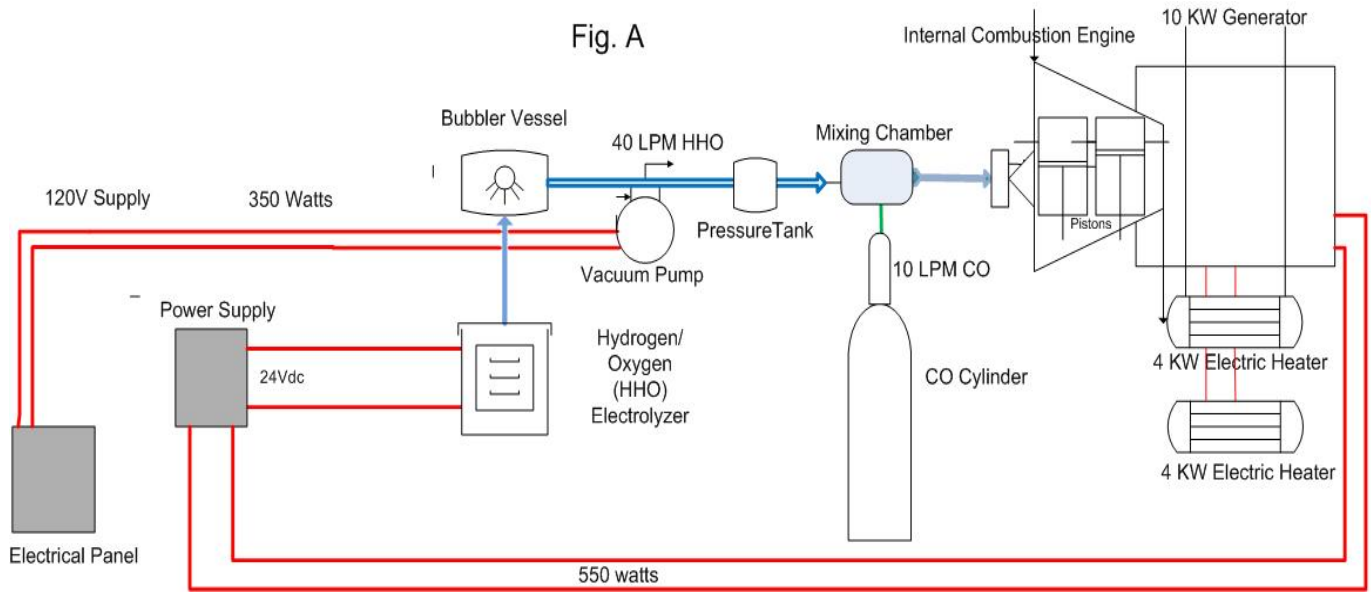 Fig. A
10 KW Generator
Internal Combustion Engine
Bubbler Vessel
40 LPM HHO
Mixing Chamber
120V Supply
350 Watts
Pistons
PressureTank
Vacuum Pump
10 LPM CO
Power Supply
24Vdc
Hydrogen/
Oxygen
(HHO)
Electrolyzer
CO Cylinder
4 KW Electric Heater
4 KW Electric Heater
Electrical Panel
550 watts